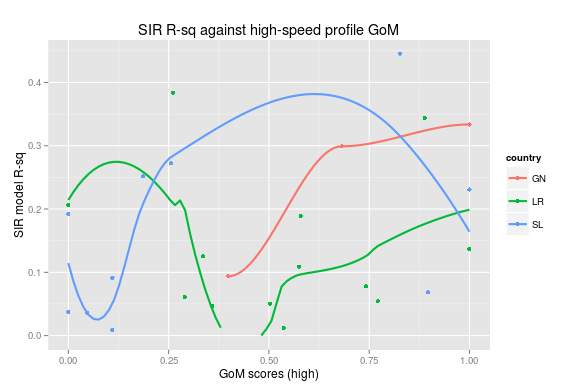 SIR R-sq against high-speed profile GoM
SIR model R-sq
0.4
0.3
0.2
0.1
0.0
0.00 0.25 0.50 0.75 1.00
GoM scores (high)
country
GN
LR
SL